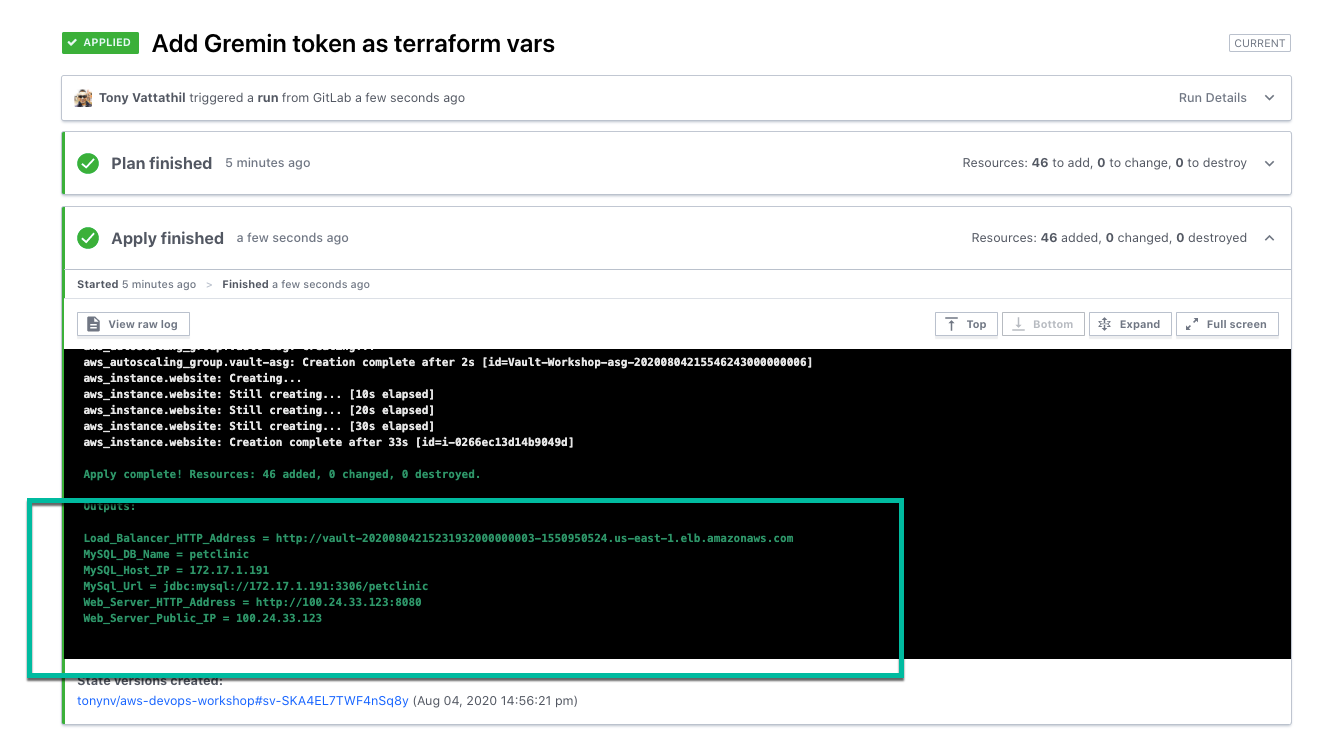 APPLIED Add Gremin token as terraform vars CURRENT
Tony Vattathil triggered a run from GitLab a few seconds ago Run Details
Plan finished 5 minutes ago Resources: 46 to add, 0 to change, 0 to destroy
Apply finished a few seconds ago Resources: 46 added, 0 changed, 0 destroyed
Started 5 minutes ago > Finished a few seconds ago
View raw log Top Bottom Expand Full screen
aws_autoscaling_group.vault-asg: Creating...
aws_autoscaling_group.vault-asg: Creation complete after 2s [id=Vault-Workshop-asg-20200804215546243000000006]
aws_instance.website: Creating...
aws_instance.website: Still creating... [10s elapsed]
aws_instance.website: Still creating... [20s elapsed]
aws_instance.website: Still creating... [30s elapsed]
aws_instance.website: Creation complete after 33s [id=i-0266ec13d14b9049d]
Apply complete! Resources: 46 added, 0 changed, 0 destroyed.
Outputs:
Load_Balancer_HTTP_Address = http://vault-20200804215231932000000003-1550950524.us-east-1.elb.amazonaws.com
MySQL_DB_Name = petclinic
MySQL_Host_IP = 172.17.1.191
MySql_Url = jdbc:mysql://172.17.1.191:3306/petclinic
Web_Server_HTTP_Address = http://100.24.33.123:8080
Web_Server_Public_IP = 100.24.33.123
State versions created:
tonynv/aws-devops-workshop#sv-SKA4EL7TWF4nSq8y (Aug 04, 2020 14:56:21 pm)